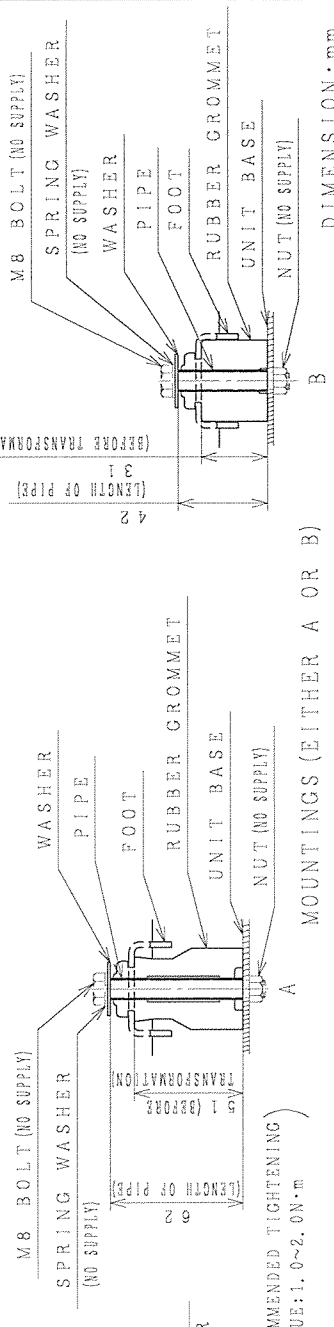 M8 BOLT (NO SUPPLY)
SPRING WASHER
(NO SUPPLY)
WASHER
PIPE
FOOT
RUBBER GROMMET
UNIT BASE
NUT (NO SUPPLY)
62
(LENGTH OF PIPE)
51 (BEFORE
TRANSFORMATION)
A
M8 BOLT (NO SUPPLY)
SPRING WASHER
(NO SUPPLY)
WASHER
PIPE
FOOT
RUBBER GROMMET
UNIT BASE
NUT (NO SUPPLY)
42
(LENGTH OF PIPE)
31
(BEFORE TRANSFORMA
B
MOUNTINGS (EITHER A OR B)
DIMENSION:mm
MMENDED TIGHTENING
UE:1.0~2.0N·m
R